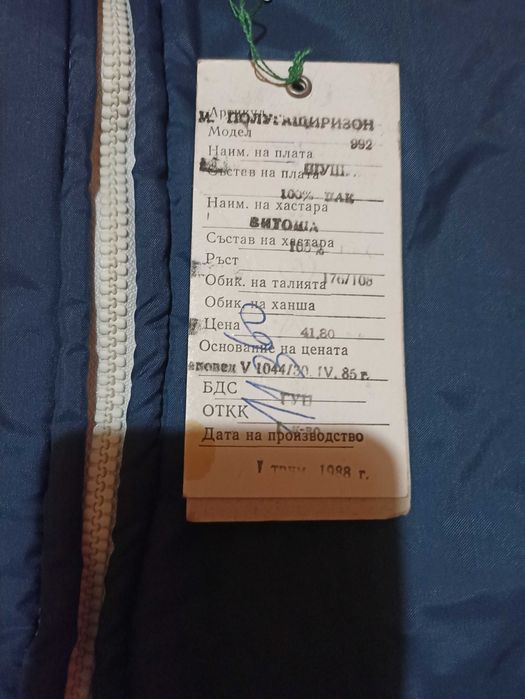 Артикул
М. ПОЛУГАЩИРИЗОН
Модел
992
Наим. на плата
ШУШ.
Състав на плата
100% ПАК
Наим. на хастара
ВИТОША
Състав на хастара
100%
Ръст
Обик. на талията 176/108
Обик. на ханша
Цена
41,80
Основание на цената
V 1044/30. IV. 85 г.
БДС
ОТКК
Дата на производство
I трим. 1988 г.